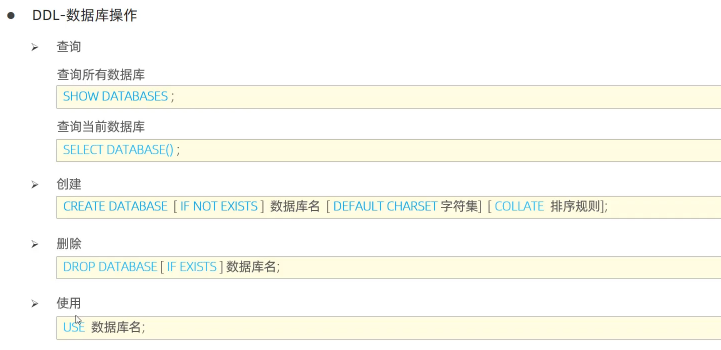 DDL-数据库操作
查询
查询所有数据库
SHOW DATABASES ;
查询当前数据库
SELECT DATABASE() ;
创建
CREATE DATABASE [ IF NOT EXISTS ] 数据库名 [ DEFAULT CHARSET 字符集] [ COLLATE 排序规则];
删除
DROP DATABASE [ IF EXISTS ] 数据库名;
使用
USE 数据库名;